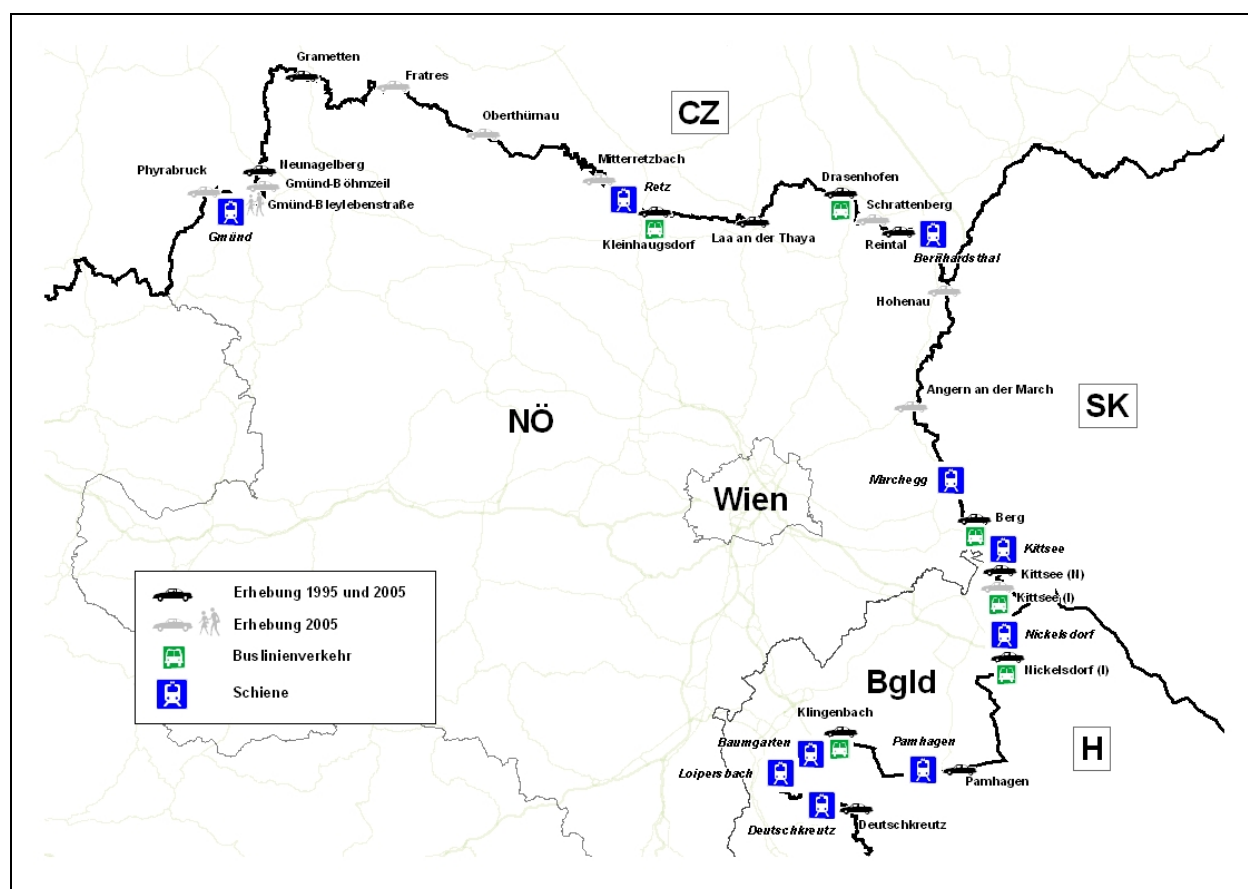 Grametten
Fratres
CZ
Oberthürnau
Neunagelberg
Phyrabruck
Mitterretzbach
Gmünd-Böhmzeil
Drasenhofen
Retz
Gmünd-Bleylebenstraße
Schrattenberg
Gmünd
Kleinhaugsdorf
Laa an der Thaya
Reintal
Bernhardsthal
Hohenau
Angern an der March
SK
NÖ
Marchegg
Wien
Berg
Kittsee
Kittsee (N)
Erhebung 1995 und 2005
Kittsee (I)
Erhebung 2005
Nickelsdorf
Buslinienverkehr
Bgld
Nickelsdorf (I)
Schiene
Klingenbach
Baumgarten
Pamhagen
H
Loipersbach
Pamhagen
Deutschkreutz
Deutschkreutz